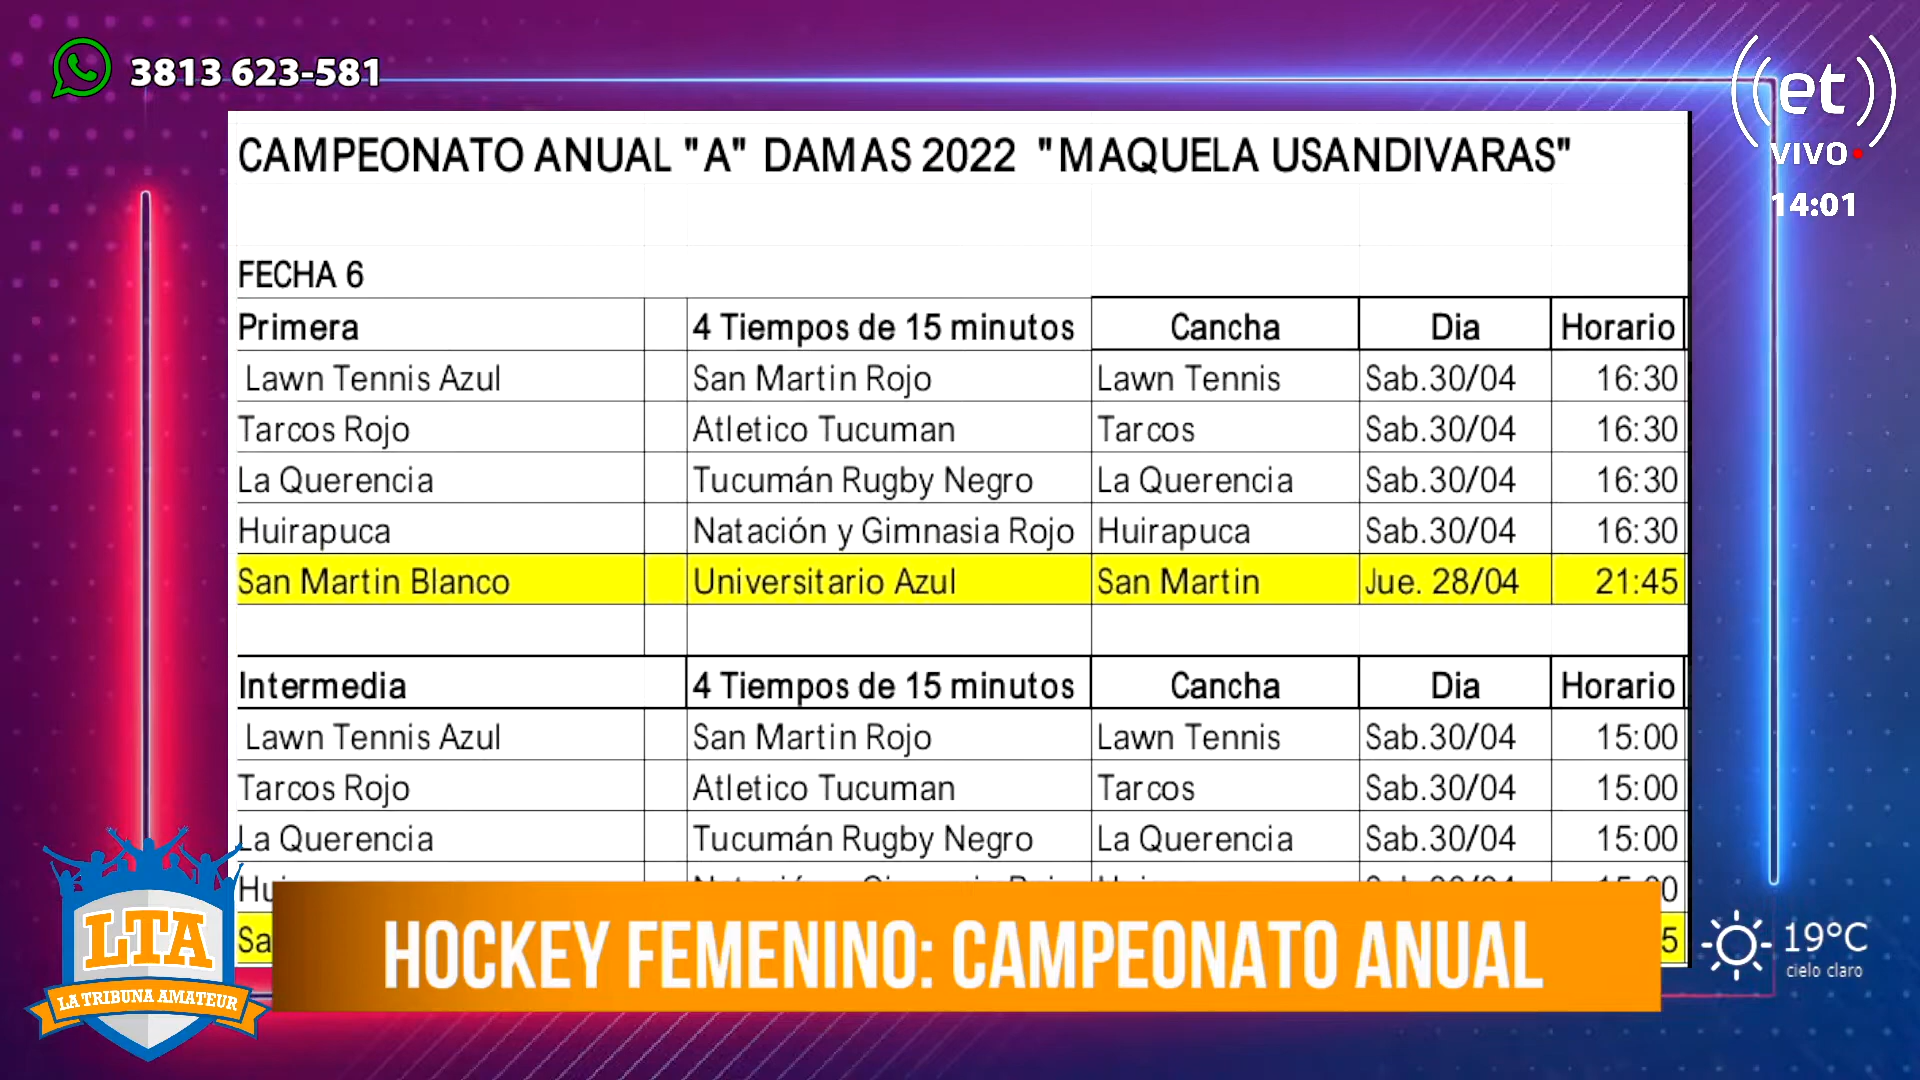 3813 623-581
et
VIVO
14:01
CAMPEONATO ANUAL "A" DAMAS 2022 "MAQUELA USANDIVARAS"
FECHA 6
Primera 4 Tiempos de 15 minutos Cancha Dia Horario
Lawn Tennis Azul San Martin Rojo Lawn Tennis Sab.30/04 16:30
Tarcos Rojo Atletico Tucuman Tarcos Sab.30/04 16:30
La Querencia Tucumán Rugby Negro La Querencia Sab.30/04 16:30
Huirapuca Natación y Gimnasia Rojo Huirapuca Sab.30/04 16:30
San Martin Blanco Universitario Azul San Martin Jue. 28/04 21:45
Intermedia 4 Tiempos de 15 minutos Cancha Dia Horario
Lawn Tennis Azul San Martin Rojo Lawn Tennis Sab.30/04 15:00
Tarcos Rojo Atletico Tucuman Tarcos Sab.30/04 15:00
La Querencia Tucumán Rugby Negro La Querencia Sab.30/04 15:00
LTA
LA TRIBUNA AMATEUR
HOCKEY FEMENINO: CAMPEONATO ANUAL
19°C
cielo claro